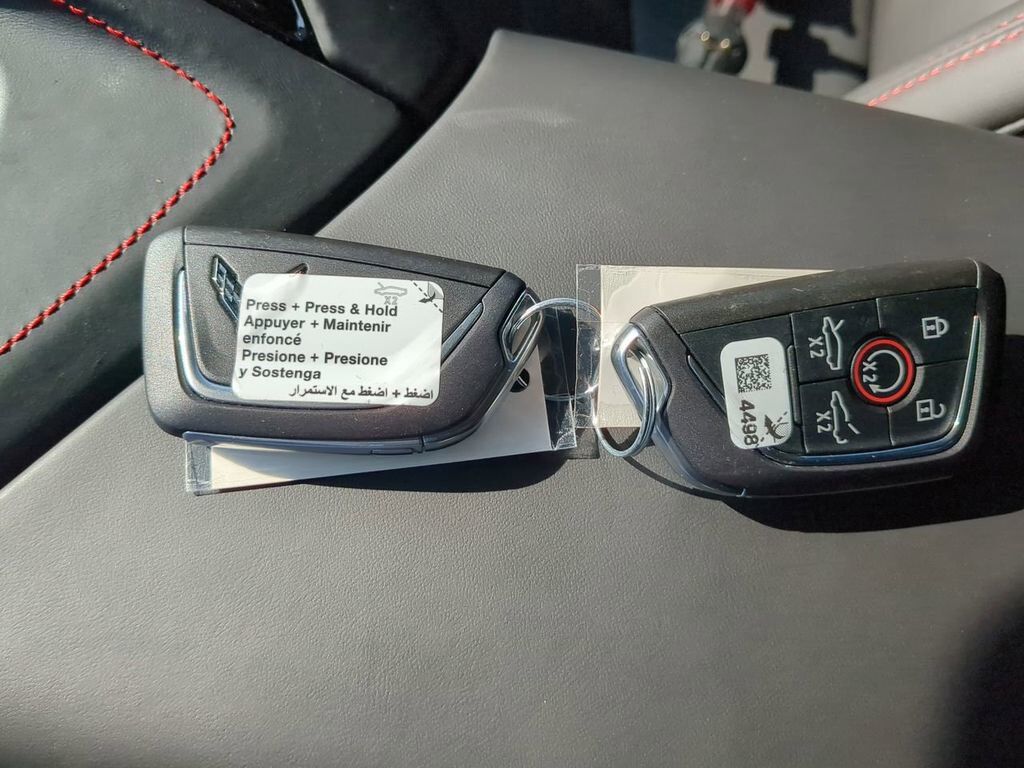 X2
Press + Press & Hold
Appuyer + Maintenir
enfoncé
Presione + Presione
y Sostenga
اضغط + اضغط مع الاستمرار
4498
X2
X2
X2